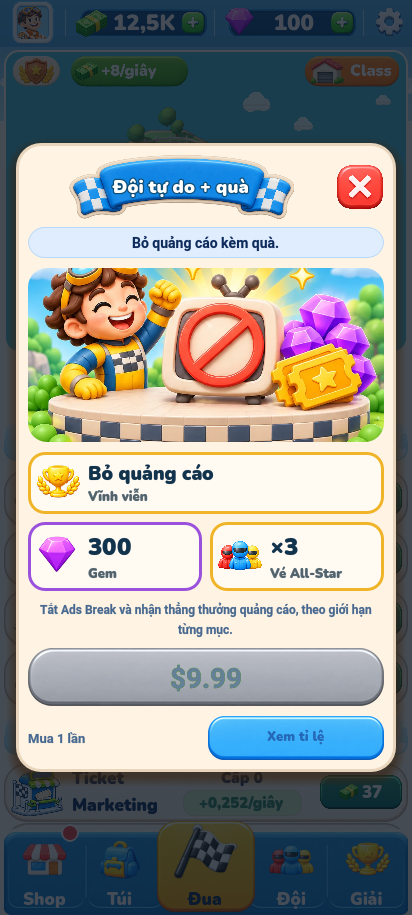 12,5K
100
+8/giây
Class
Đội tự do + quà
Bỏ quảng cáo kèm quà.
Bỏ quảng cáo
Vĩnh viễn
300
Gem
×3
Vé All-Star
Tắt Ads Break và nhận thẳng thưởng quảng cáo, theo giới hạn
từng mục.
$9.99
Mua 1 lần
Xem tỉ lệ
Ticket
Marketing
Cấp 0
+0,252/giây
37
Shop
Túi
Đua
Đội
Giải